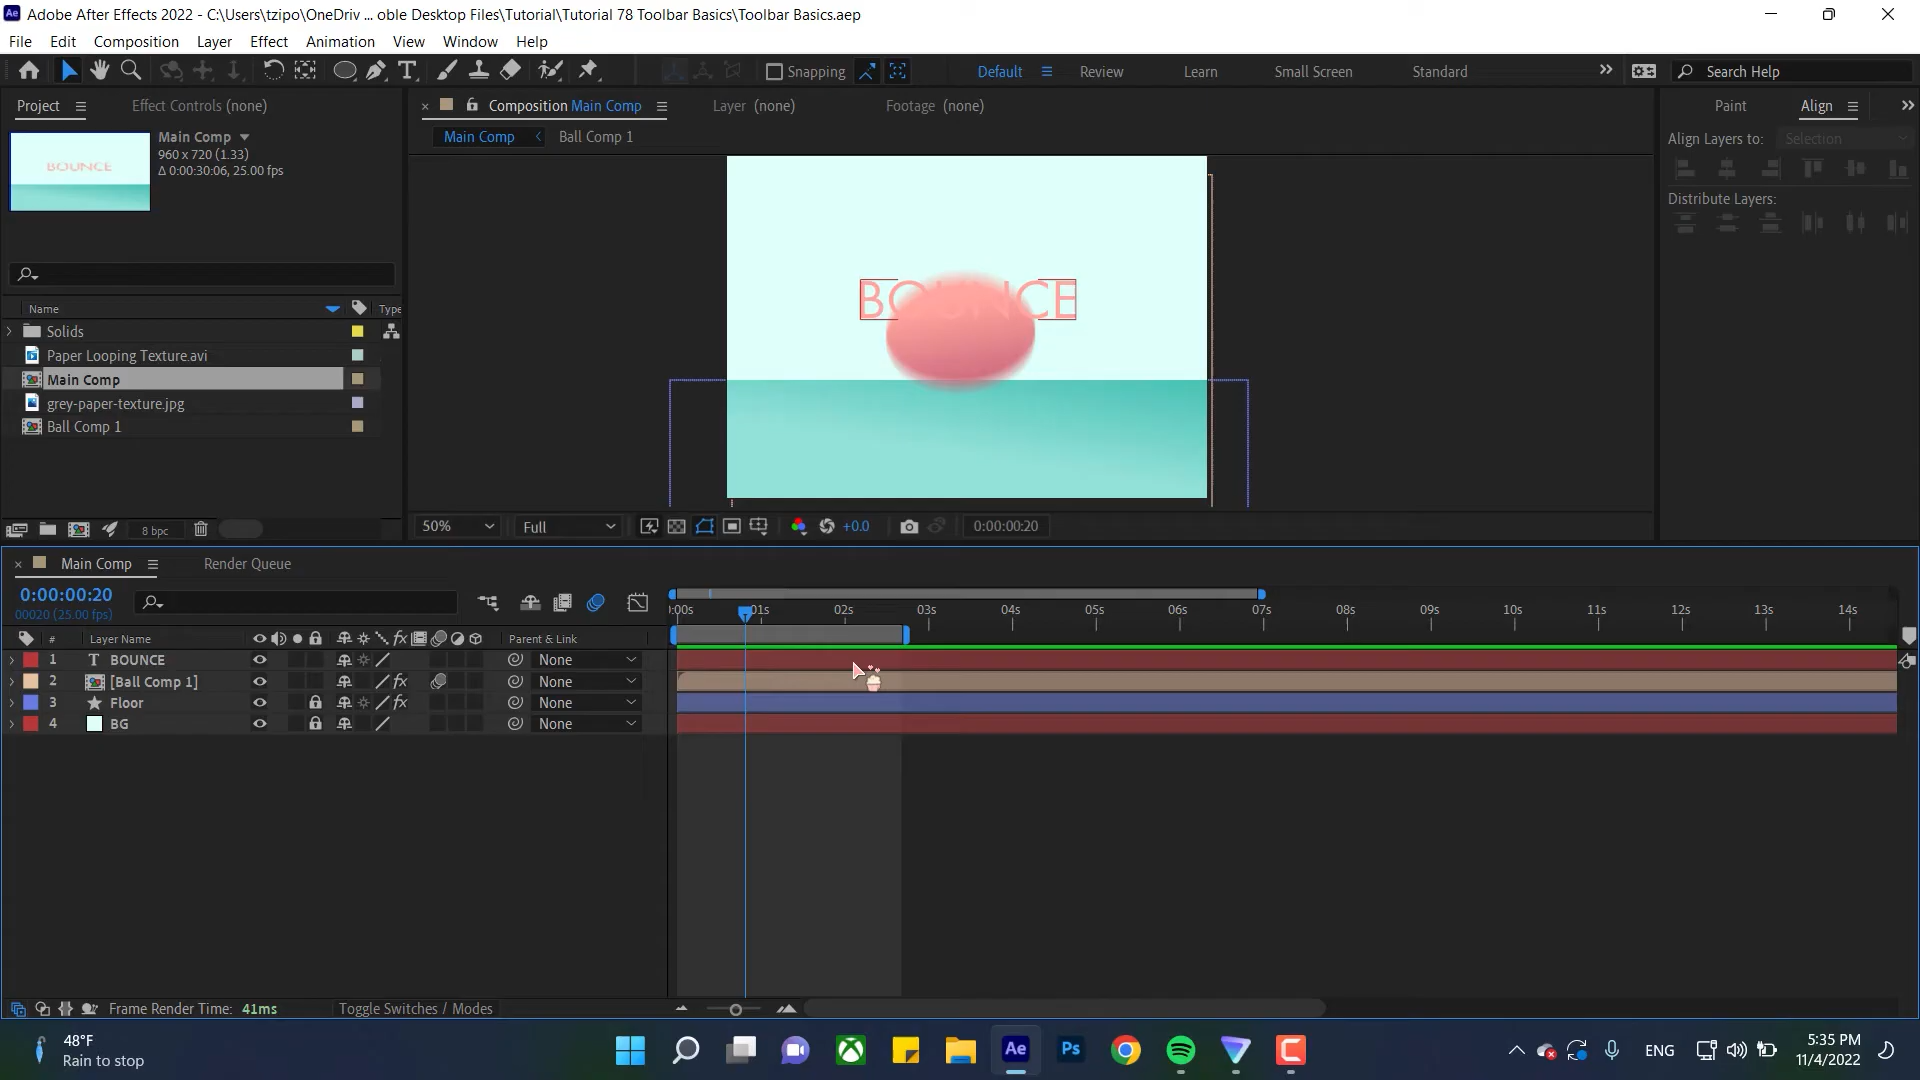 Adobe After Effects 2022 - C:\Users\tzipo\OneDriv ... oble Desktop Files\Tutorial\Tutorial 78 Toolbar Basics\Toolbar Basics.aep
File Edit Composition Layer Effect Animation View Window Help
Snapping
Default Review Learn Small Screen Standard
Search Help
Project
Effect Controls (none)
Composition Main Comp
Layer (none)
Footage (none)
Paint
Align
Main Comp
960 x 720 (1.33)
Δ 0:00:30:06, 25.00 fps
BOUNCE
Main Comp
Ball Comp 1
BOUNCE
Align Layers to: Selection
Distribute Layers:
Name
Type
Solids
Paper Looping Texture.avi
Main Comp
grey-paper-texture.jpg
Ball Comp 1
8 bpc
50%
Full
+0.0
0:00:00:20
Main Comp
Render Queue
0:00:00:20
00020 (25.00 fps)
:00s 01s 02s 03s 04s 05s 06s 07s 08s 09s 10s 11s 12s 13s 14s
# Layer Name fx Parent & Link
1 T BOUNCE None
2 [Ball Comp 1] fx None
3 Floor fx None
4 BG None
Frame Render Time: 41ms
Toggle Switches / Modes
48°F
Rain to stop
Ae
Ps
ENG
5:35 PM
11/4/2022